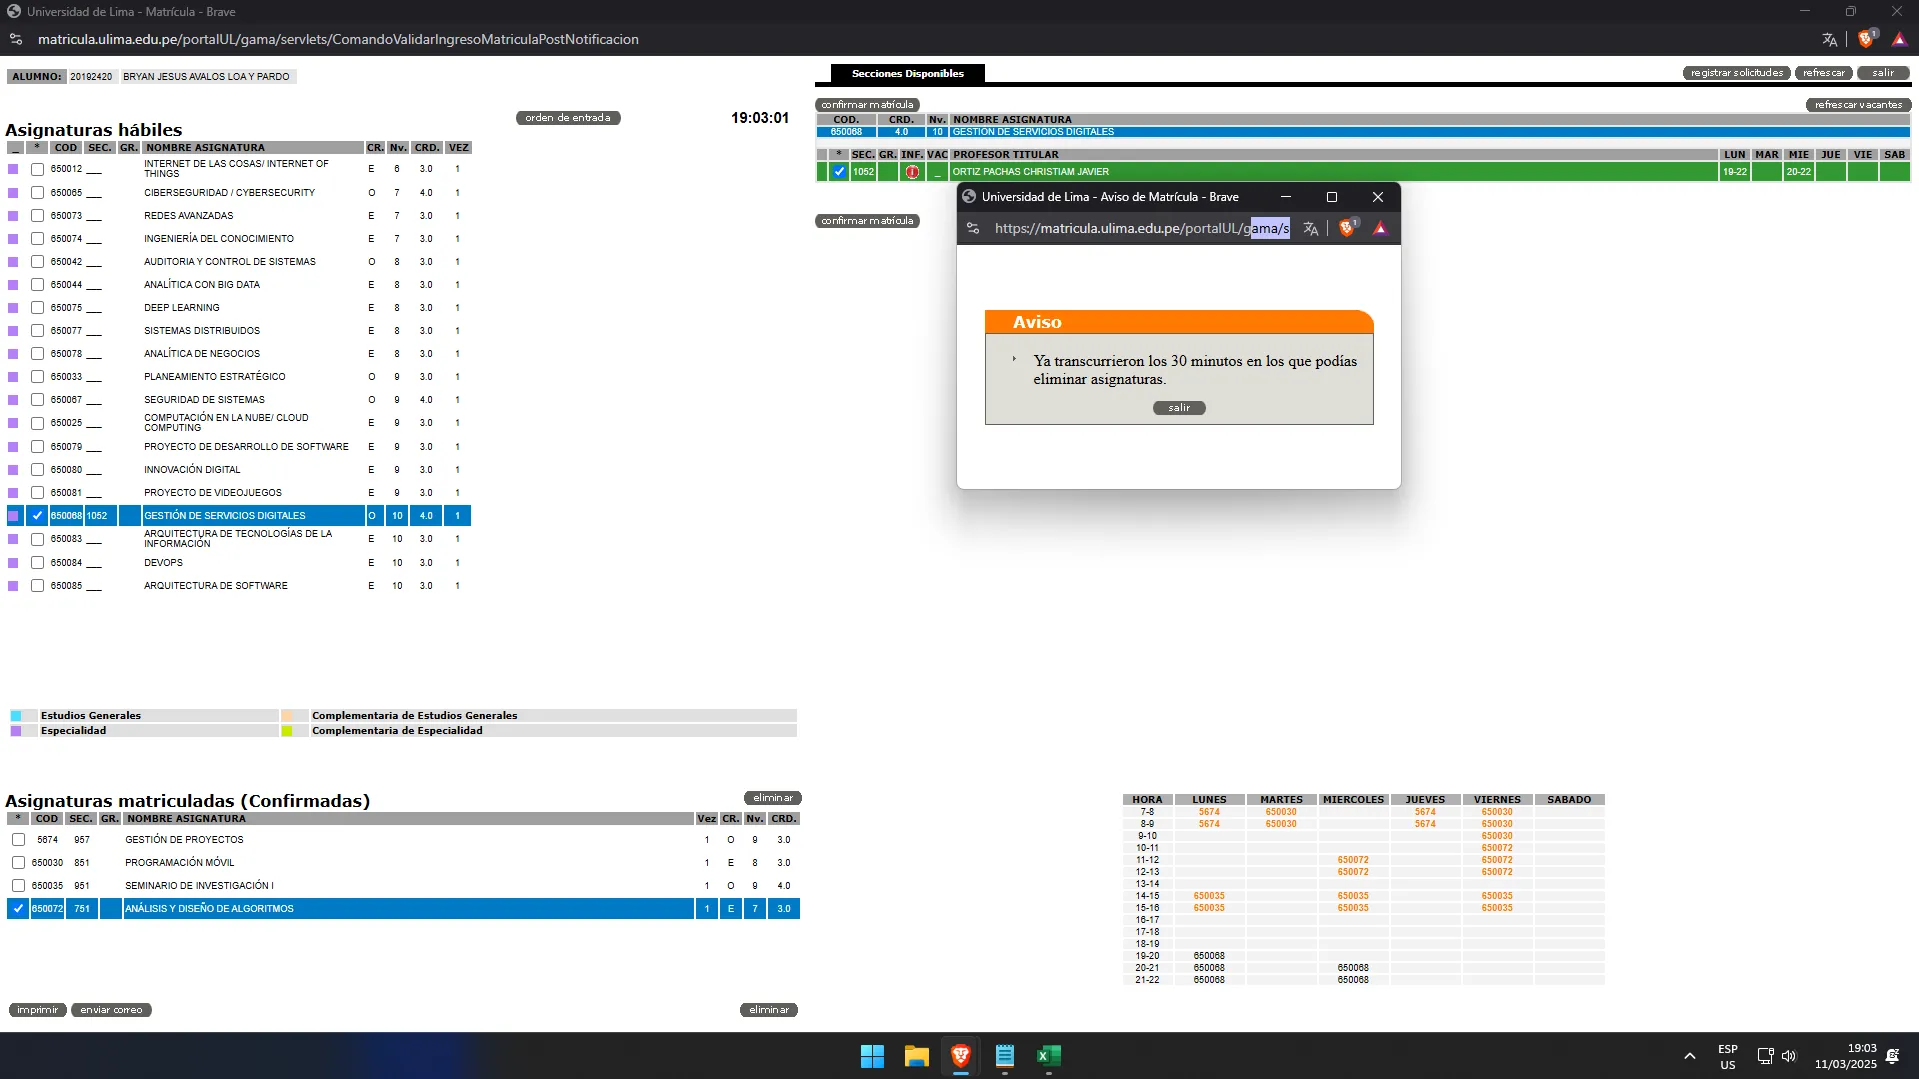 Universidad de Lima - Matrícula - Brave
matricula.ulima.edu.pe/portalUL/gama/servlets/ComandoValidarIngresoMatriculaPostNotificacion
ALUMNO: 20192420 BRYAN JESUS AVALOS LOA Y PARDO
orden de entrada 19:03:01
Asignaturas hábiles
_ * COD SEC. GR. NOMBRE ASIGNATURA CR. Nv. CRD. VEZ
650012 ___ INTERNET DE LAS COSAS/ INTERNET OF THINGS E 6 3.0 1
650065 ___ CIBERSEGURIDAD / CYBERSECURITY O 7 4.0 1
650073 ___ REDES AVANZADAS E 7 3.0 1
650074 ___ INGENIERÍA DEL CONOCIMIENTO E 7 3.0 1
650042 ___ AUDITORIA Y CONTROL DE SISTEMAS O 8 3.0 1
650044 ___ ANALÍTICA CON BIG DATA E 8 3.0 1
650075 ___ DEEP LEARNING E 8 3.0 1
650077 ___ SISTEMAS DISTRIBUIDOS E 8 3.0 1
650078 ___ ANALÍTICA DE NEGOCIOS E 8 3.0 1
650033 ___ PLANEAMIENTO ESTRATÉGICO O 9 3.0 1
650067 ___ SEGURIDAD DE SISTEMAS O 9 4.0 1
650025 ___ COMPUTACIÓN EN LA NUBE/ CLOUD COMPUTING E 9 3.0 1
650079 ___ PROYECTO DE DESARROLLO DE SOFTWARE E 9 3.0 1
650080 ___ INNOVACIÓN DIGITAL E 9 3.0 1
650081 ___ PROYECTO DE VIDEOJUEGOS E 9 3.0 1
650068 1052 GESTIÓN DE SERVICIOS DIGITALES O 10 4.0 1
650083 ___ ARQUITECTURA DE TECNOLOGÍAS DE LA INFORMACIÓN E 10 3.0 1
650084 ___ DEVOPS E 10 3.0 1
650085 ___ ARQUITECTURA DE SOFTWARE E 10 3.0 1
Estudios Generales Complementaria de Estudios Generales
Especialidad Complementaria de Especialidad
Asignaturas matriculadas (Confirmadas) eliminar
* COD SEC. GR. NOMBRE ASIGNATURA Vez CR. Nv. CRD.
5674 957 GESTIÓN DE PROYECTOS 1 O 9 3.0
650030 851 PROGRAMACIÓN MÓVIL 1 E 8 3.0
650035 951 SEMINARIO DE INVESTIGACIÓN I 1 O 9 4.0
650072 751 ANÁLISIS Y DISEÑO DE ALGORITMOS 1 E 7 3.0
imprimir enviar correo eliminar
Secciones Disponibles registrar solicitudes refrescar salir
confirmar matrícula refrescar vacantes
COD. CRD. Nv. NOMBRE ASIGNATURA
650068 4.0 10 GESTIÓN DE SERVICIOS DIGITALES
* SEC. GR. INF. VAC PROFESOR TITULAR LUN MAR MIE JUE VIE SAB
1052 _ ORTIZ PACHAS CHRISTIAM JAVIER 19-22 20-22
confirmar matrícula
Universidad de Lima - Aviso de Matrícula - Brave
https://matricula.ulima.edu.pe/portalUL/gama/s
Aviso
Ya transcurrieron los 30 minutos en los que podías
eliminar asignaturas.
salir
HORA LUNES MARTES MIERCOLES JUEVES VIERNES SABADO
7-8 5674 650030 5674 650030
8-9 5674 650030 5674 650030
9-10 650030
10-11 650072
11-12 650072 650072
12-13 650072 650072
13-14
14-15 650035 650035 650035
15-16 650035 650035 650035
16-17
17-18
18-19
19-20 650068
20-21 650068 650068
21-22 650068 650068
ESP
US
19:03
11/03/2025